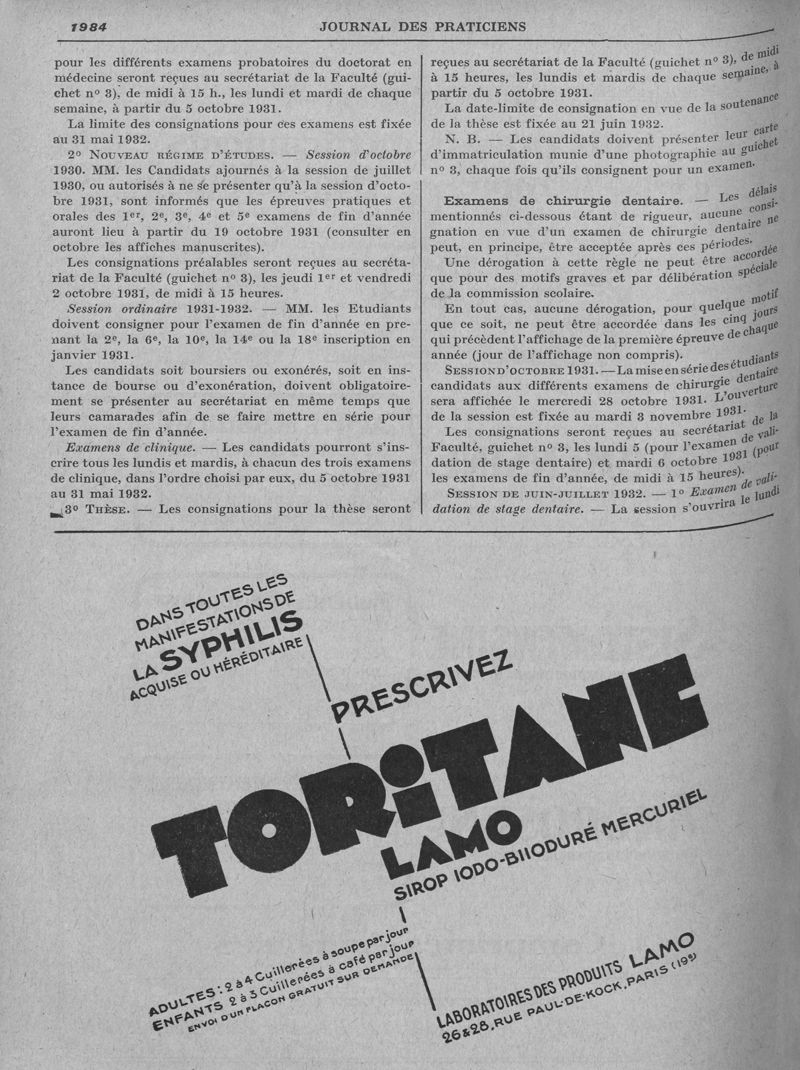 1984
JOURNAL DES PRATICIENS
pour les différents examens probatoires du doctorat en
médecine seront reçues au secrétariat de la Faculté (gui-
chet nº 3), de midi à 15 h., les lundi et mardi de chaque
semaine, à partir du 5 octobre 1931.
La limite des consignations pour ces examens est fixée
au 31 mai 1932.
2º NOUVEAU RÉGIME D'ÉTUDES. — Session d'octobre
1930. MM. les Candidats ajournés à la session de juillet
1930, ou autorisés à ne se présenter qu'à la session d'octo-
bre 1931, sont informés que les épreuves pratiques et
orales des 1er, 2e, 3e, 4e et 5e examens de fin d'année
auront lieu à partir du 19 octobre 1931 (consulter en
octobre les affiches manuscrites).
Les consignations préalables seront reçues au secréta-
riat de la Faculté (guichet nº 3), les jeudi 1er et vendredi
2 octobre 1931, de midi à 15 heures.
Session ordinaire 1931-1932. — MM. les Etudiants
doivent consigner pour l'examen de fin d'année en pre-
nant la 2e, la 6e, la 10e, la 14e ou la 18e inscription en
janvier 1931.
Les candidats soit boursiers ou exonérés, soit en ins-
tance de bourse ou d'exonération, doivent obligatoire-
ment se présenter au secrétariat en même temps que
leurs camarades afin de se faire mettre en série pour
l'examen de fin d'année.
Examens de clinique. — Les candidats pourront s'ins-
crire tous les lundis et mardis, à chacun des trois examens
de clinique, dans l'ordre choisi par eux, du 5 octobre 1931
au 31 mai 1932.
3º THÈSE. — Les consignations pour la thèse seront
reçues au secrétariat de la Faculté (guichet nº 3), de midi
à 15 heures, les lundis et mardis de chaque semaine, à
partir du 5 octobre 1931.
La date-limite de consignation en vue de la soutenance
de la thèse est fixée au 21 juin 1932.
N. B. — Les candidats doivent présenter leur carte
d'immatriculation munie d'une photographie au guichet
nº 3, chaque fois qu'ils consignent pour un examen.
Examens de chirurgie dentaire. — Les délais
mentionnés ci-dessous étant de rigueur, aucune consi-
gnation en vue d'un examen de chirurgie dentaire ne
peut, en principe, être acceptée après ces périodes.
Une dérogation à cette règle ne peut être accordée
que pour des motifs graves et par délibération spéciale
de la commission scolaire.
En tout cas, aucune dérogation, pour quelque motif
que ce soit, ne peut être accordée dans les cinq jours
qui précèdent l'affichage de la première épreuve de chaque
année (jour de l'affichage non compris).
SESSION D'OCTOBRE 1931. — La mise en série des étudiants
candidats aux différents examens de chirurgie dentaire
sera affichée le mercredi 28 octobre 1931. L'ouverture
de la session est fixée au mardi 3 novembre 1931.
Les consignations seront reçues au secrétariat de la
Faculté, guichet nº 3, les lundi 5 (pour l'examen de vali-
dation de stage dentaire) et mardi 6 octobre 1931 (pour
les examens de fin d'année, de midi à 15 heures).
SESSION DE JUIN-JUILLET 1932. — 1º Examen de vali-
dation de stage dentaire. — La session s'ouvrira le lundi
DANS TOUTES LES
MANIFESTATIONS DE
LA SYPHILIS
ACQUISE OU HÉRÉDITAIRE
PRESCRIVEZ
TORITANE
LAMO
SIROP IODO-BIIODURÉ MERCURIEL
ADULTES : 2 à 4 Cuillerées à soupe par jour
ENFANTS 2 à 3 Cuillerées à café par jour
ENVOI D'UN FLACON GRATUIT SUR DEMANDE
LABORATOIRES DES PRODUITS LAMO
26 & 28, RUE PAUL-DE-KOCK, PARIS (19e)